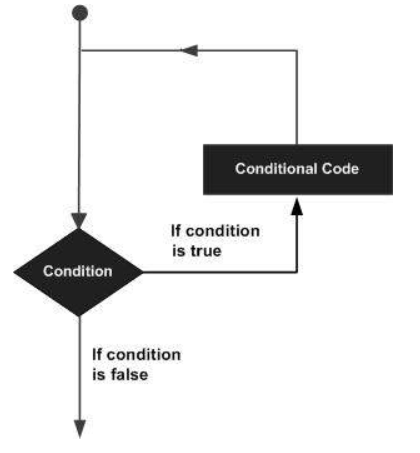 Conditional Code
If condition
is true
Condition
If condition
is false